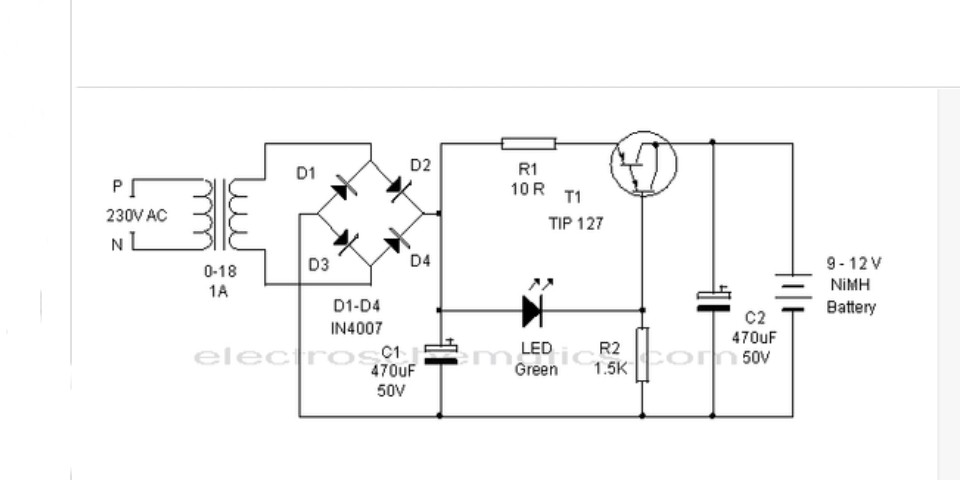 D1
D2
P
230V AC
N
0-18
1A
D3
D4
D1-D4
IN4007
R1
10 R
T1
TIP 127
9 - 12 V
NiMH
Battery
C1
470uF
50V
LED
Green
R2
1.5K
C2
470uF
50V
electroschematics.com